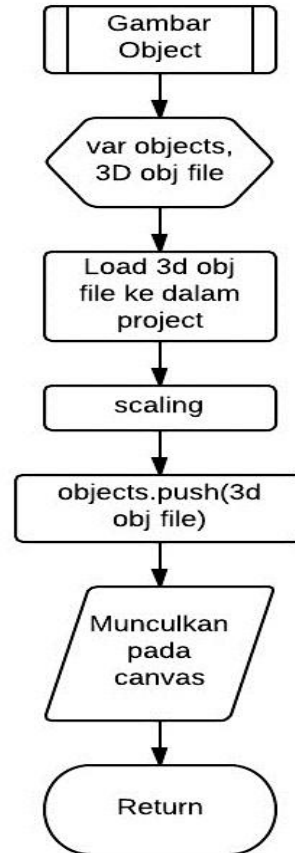 Gambar
Object
var objects,
3D obj file
Load 3d obj
file ke dalam
project
scaling
objects.push(3d
obj file)
Munculkan
pada
canvas
Return